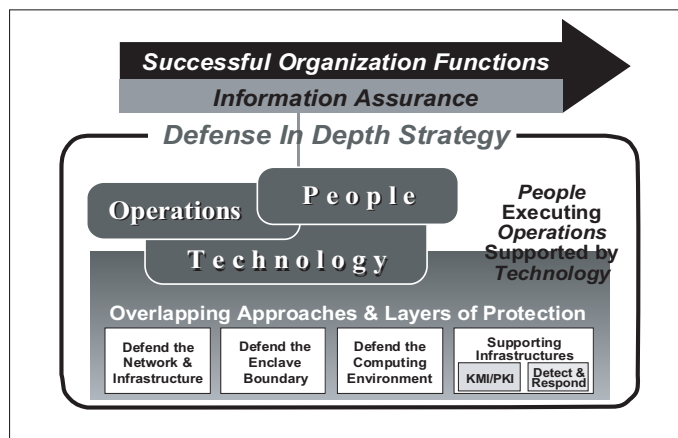 Successful Organization Functions
Information Assurance
Defense In Depth Strategy
People
Operations
Technology
People
Executing
Operations
Supported by
Technology
Overlapping Approaches & Layers of Protection
Defend the
Network &
Infrastructure
Defend the
Enclave
Boundary
Defend the
Computing
Environment
Supporting
Infrastructures
KMI/PKI
Detect &
Respond